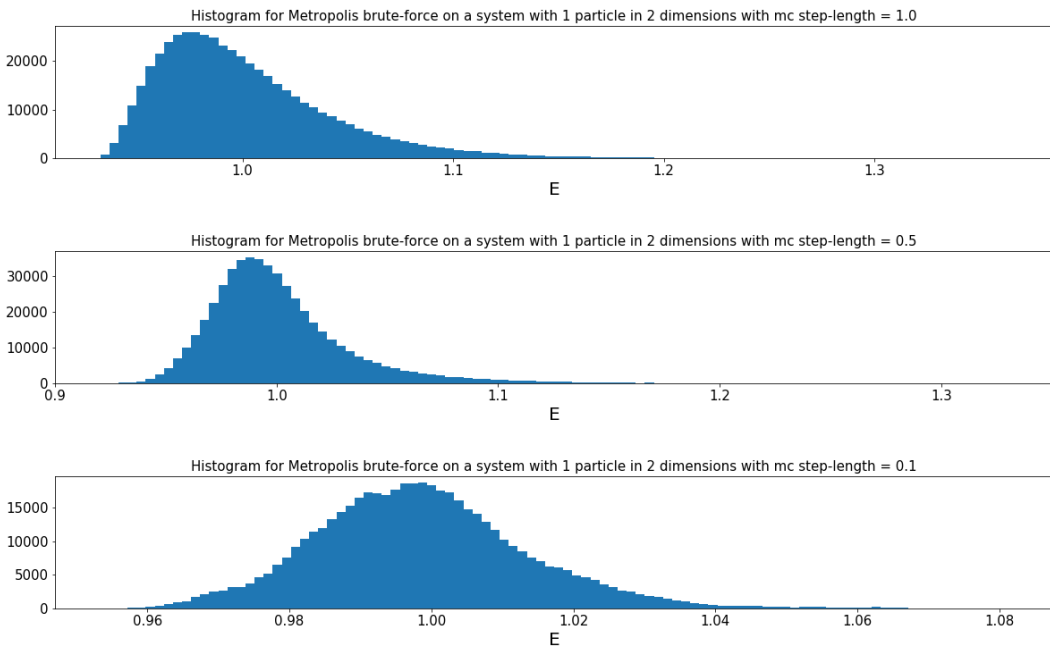 Histogram for Metropolis brute-force on a system with 1 particle in 2 dimensions with mc step-length = 1.0
20000
10000
0
1.0 1.1 1.2 1.3
E
Histogram for Metropolis brute-force on a system with 1 particle in 2 dimensions with mc step-length = 0.5
30000
20000
10000
0
0.9 1.0 1.1 1.2 1.3
E
Histogram for Metropolis brute-force on a system with 1 particle in 2 dimensions with mc step-length = 0.1
15000
10000
5000
0
0.96 0.98 1.00 1.02 1.04 1.06 1.08
E